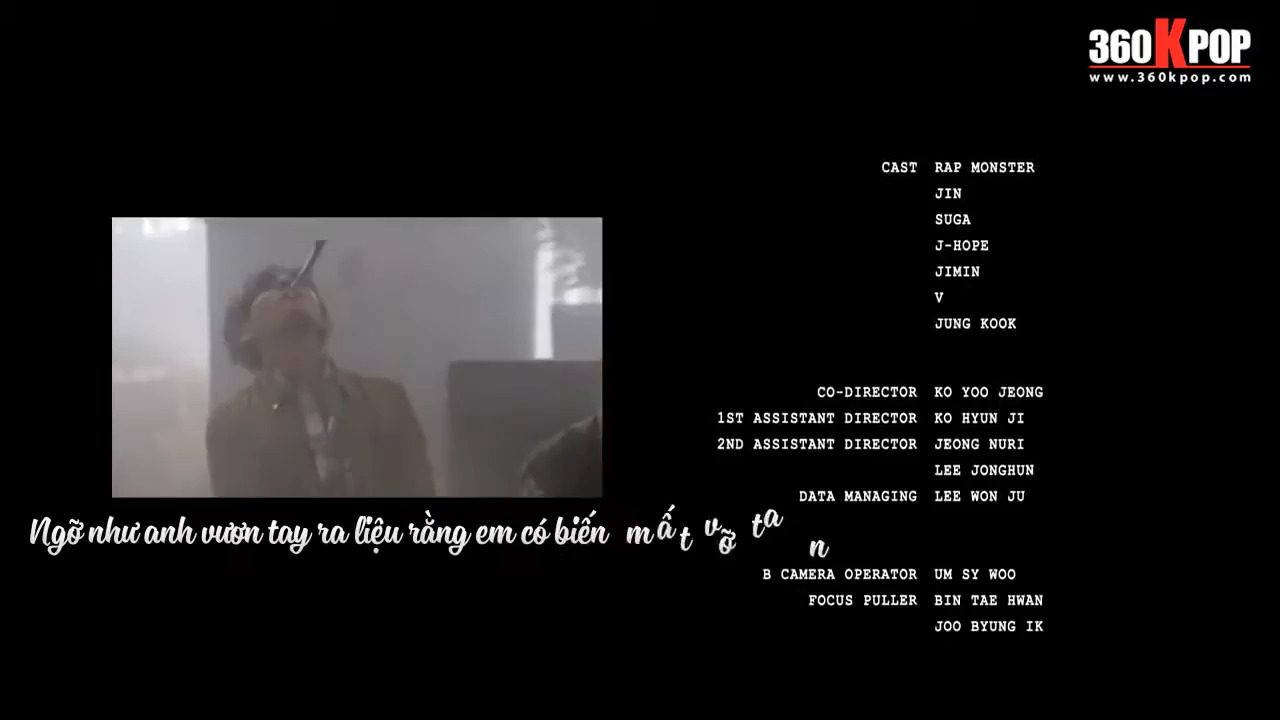 360KPOP
www.360kpop.com
CAST RAP MONSTER
JIN
SUGA
J-HOPE
JIMIN
V
JUNG KOOK
CO-DIRECTOR KO YOO JEONG
1ST ASSISTANT DIRECTOR KO HYUN JI
2ND ASSISTANT DIRECTOR JEONG NURI
LEE JONGHUN
DATA MANAGING LEE WON JU
Ngỡ như anh vươn tay ra liệu rằng em có biến mất vỡ tan
B CAMERA OPERATOR UM SY WOO
FOCUS PULLER BIN TAE HWAN
JOO BYUNG IK